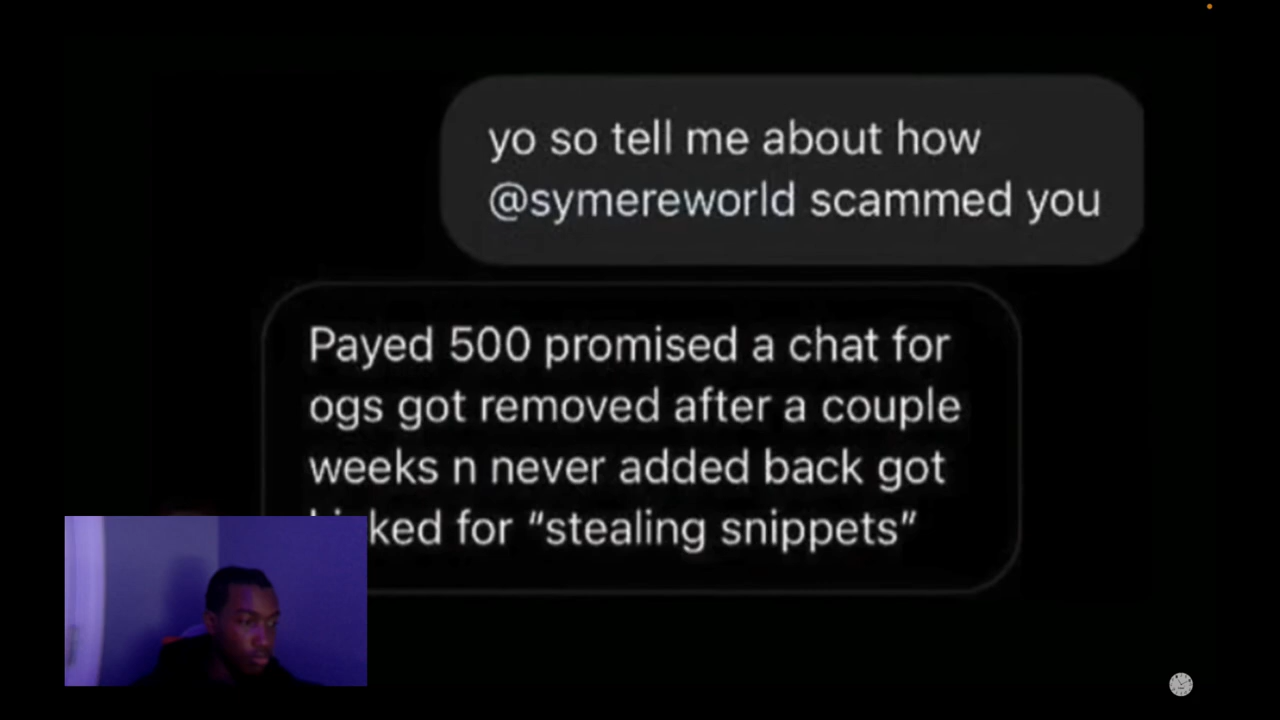 yo so tell me about how
@symereworld scammed you
Payed 500 promised a chat for
ogs got removed after a couple
weeks n never added back got
for "stealing snippets"